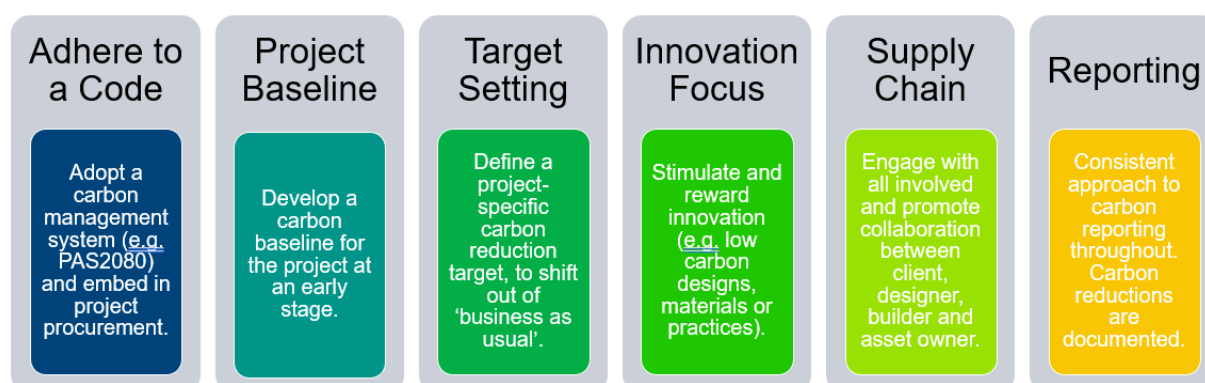 Adhere to
a Code
Adopt a
carbon
management
system (e.g.
PAS2080)
and embed in
project
procurement.
Project
Baseline
Develop a
carbon
baseline for
the project at
an early
stage.
Target
Setting
Define a
project-
specific
carbon
reduction
target, to shift
out of
‘business as
usual’.
Innovation
Focus
Stimulate and
reward
innovation
(e.g. low
carbon
designs,
materials or
practices).
Supply
Chain
Engage with
all involved
and promote
collaboration
between
client,
designer,
builder and
asset owner.
Reporting
Consistent
approach to
carbon
reporting
throughout.
Carbon
reductions
are
documented.